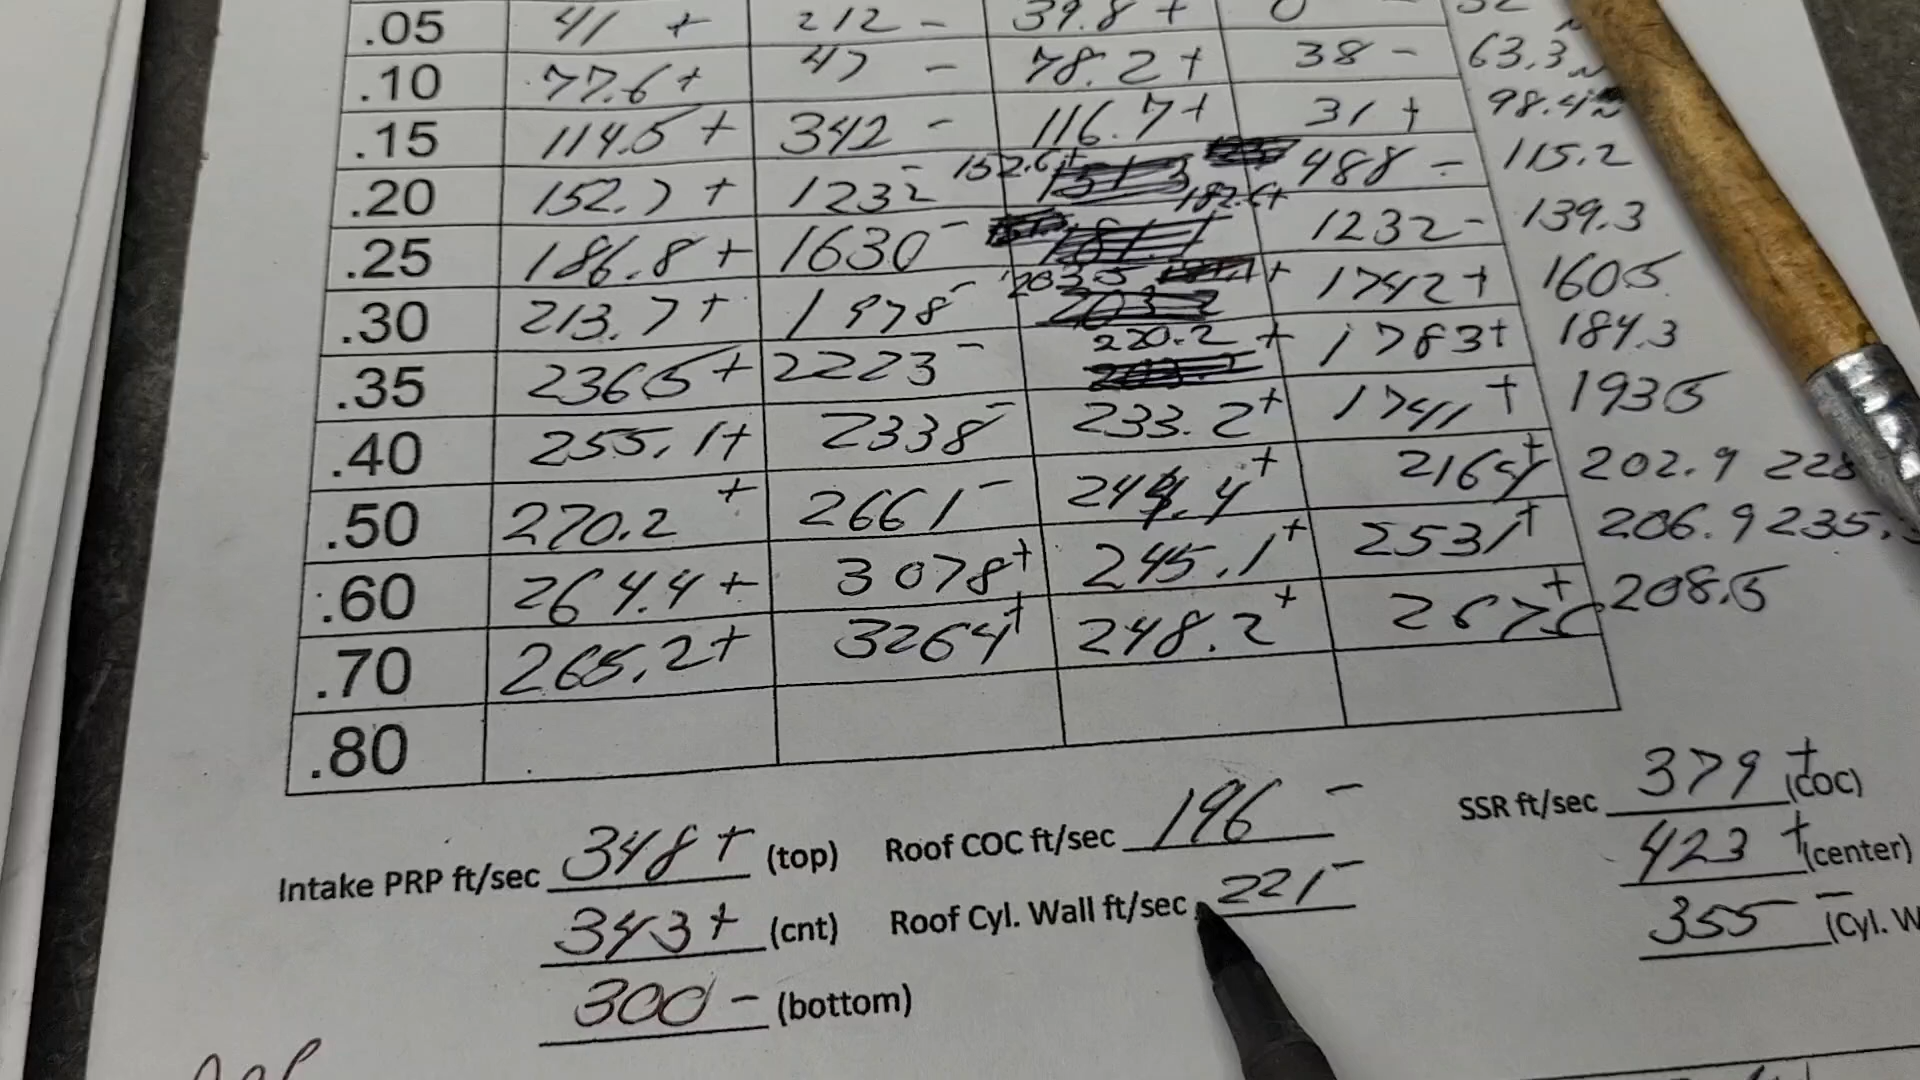 .05 41 + 212 - 39.8 + 0 -
.10 77.6+ 47 - 78.2+ 38 - 63.3~
.15 114.5 + 342 - 116.7+ 31 + 98.4~
.20 152.7 + 1232 - 152.6+ 488 - 115.2
.25 186.8 + 1630 - 182.6+ 1232 - 139.3
.30 213.7 + 1978 - 203.5 + 1742 + 160.5
.35 236.5 + 2223 - 220.2 + 1783+ 184.3
.40 255.1+ 2338 - 233.2+ 1741 + 193.5
.50 270.2 + 2661 - 244.4+ 2165+ 202.9 228
.60 264.4 + 3078+ 245.1+ 2531+ 206.9 235.
.70 265.2+ 3264+ 248.2+ + 208.5
.80
Intake PRP ft/sec 348+ (top) Roof COC ft/sec 196 - SSR ft/sec 379 + (COC)
343+ (cnt) Roof Cyl. Wall ft/sec 221 - 423 + (center)
300 - (bottom) 355 - (Cyl. W